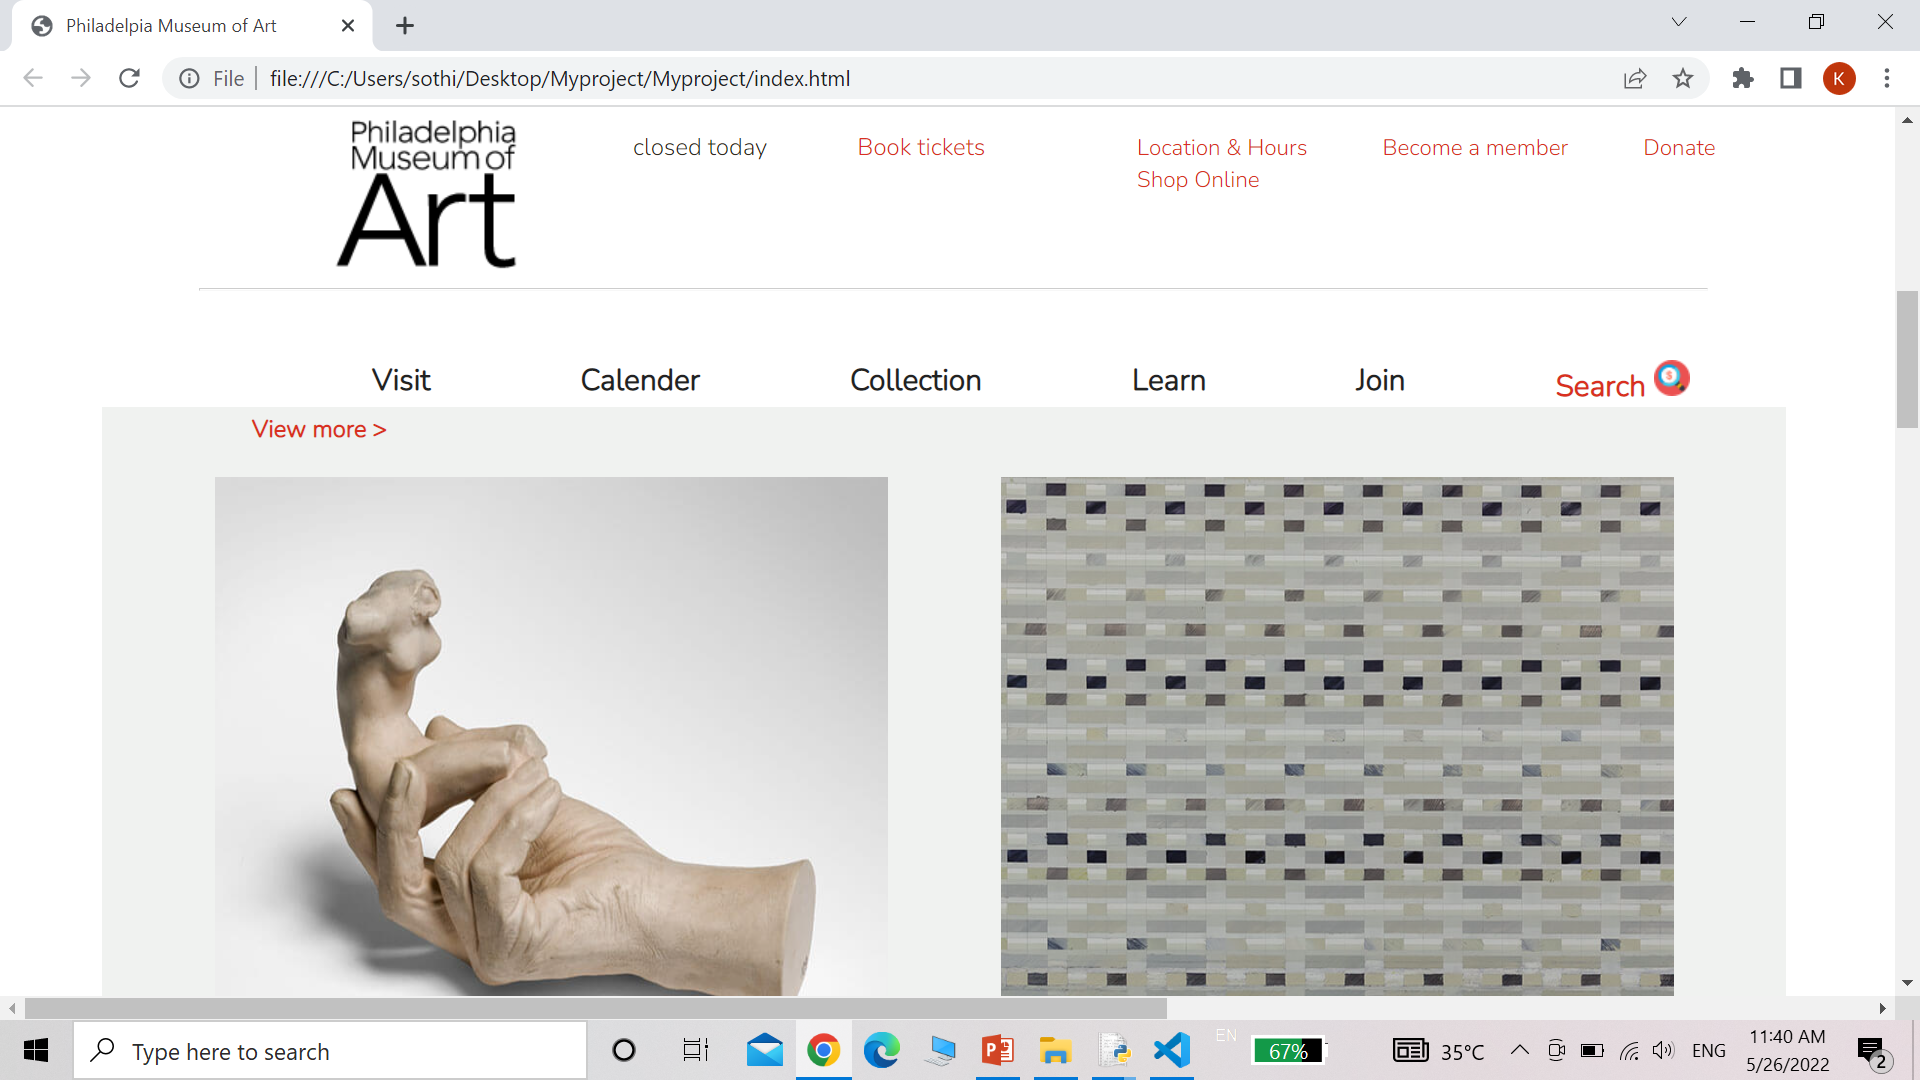 Philadelpia Museum of Art
File
file:///C:/Users/sothi/Desktop/Myproject/Myproject/index.html
K
Philadelphia
Museum of
Art
closed today
Book tickets
Location & Hours
Become a member
Donate
Shop Online
Visit
Calender
Collection
Learn
Join
Search
View more >
Type here to search
EN
67%
35°C
ENG
11:40 AM
5/26/2022
2